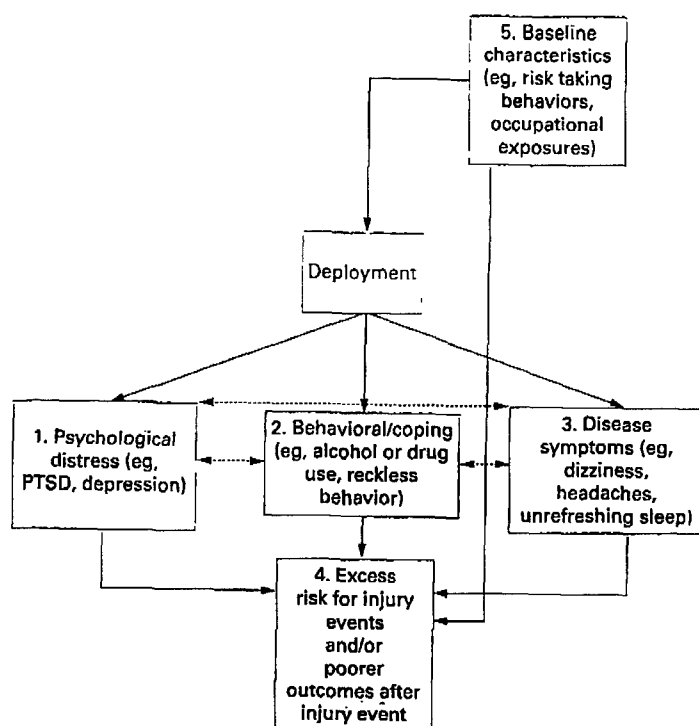 5. Baseline
characteristics
(eg, risk taking
behaviors,
occupational
exposures)
Deployment
1. Psychological
distress (eg,
PTSD, depression)
2. Behavioral/coping
(eg, alcohol or drug
use, reckless
behavior)
3. Disease
symptoms (eg,
dizziness,
headaches,
unrefreshing sleep)
4. Excess
risk for injury
events
and/or
poorer
outcomes after
injury event